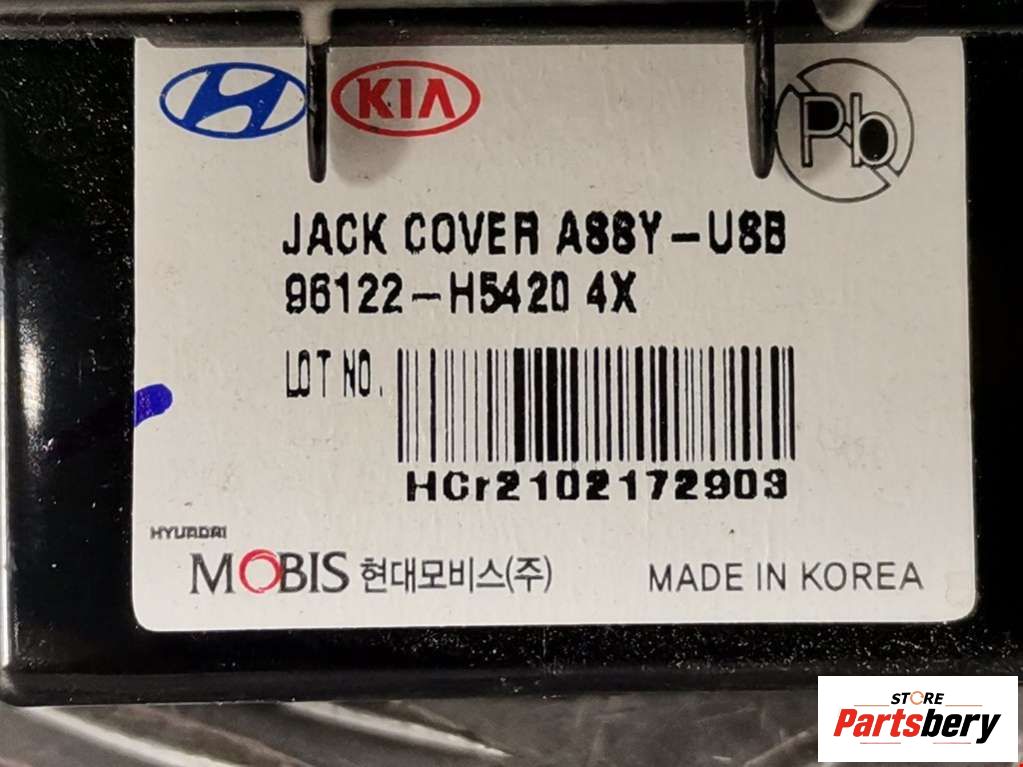 KIA
Pb
JACK COVER ASSY-USB
96122-H5420 4X
LOT NO.
HCr2102172903
HYUNDAI
MOBIS 현대모비스(주)
MADE IN KOREA
STORE
Partsbery